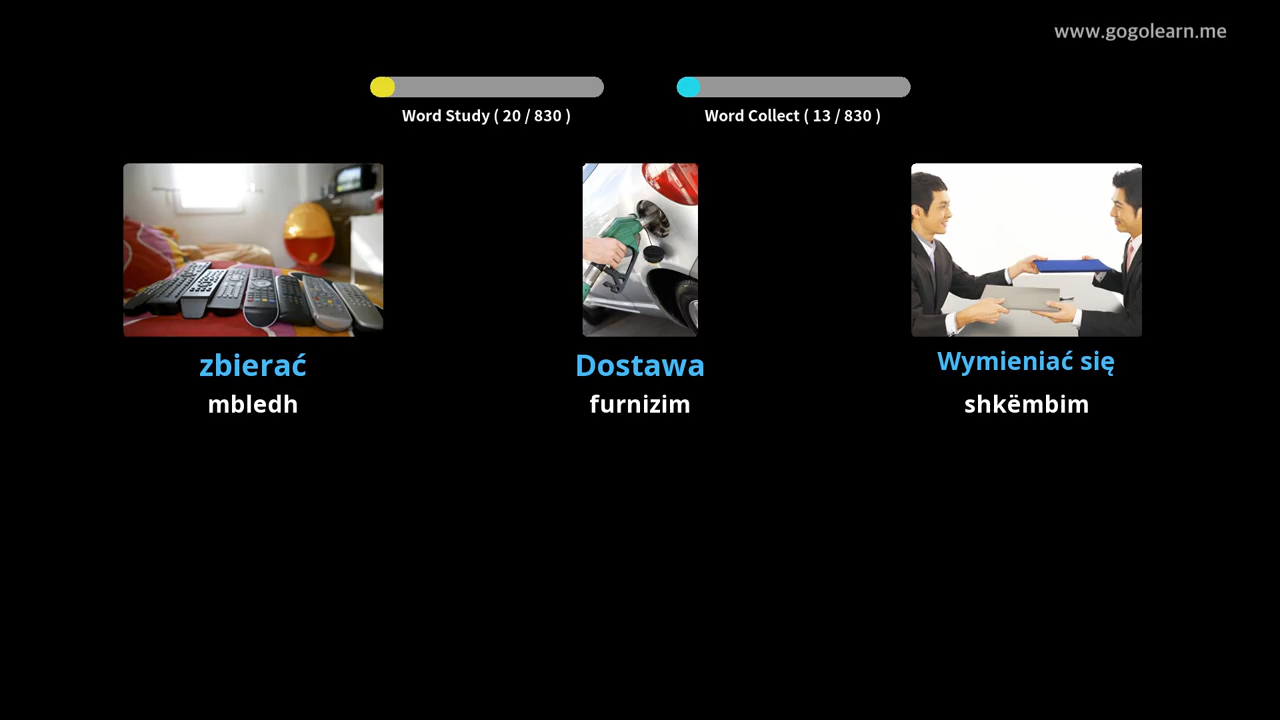 www.gogolearn.me
Word Study ( 20 / 830 )
Word Collect ( 13 / 830 )
zbierać
mbledh
Dostawa
furnizim
Wymieniać się
shkëmbim